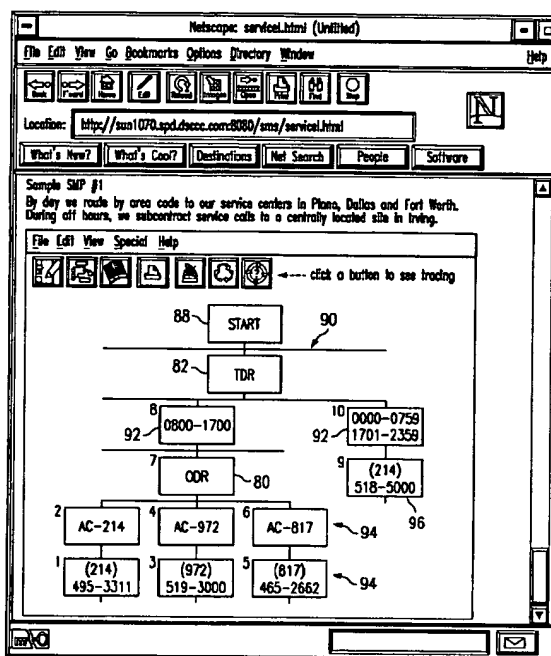 Netscape: servicel.html (Untitled)
File Edit View Go Bookmarks Options Directory Window Help
Back F'ward Home Edit Reload Images Open Print Find Stop
N
Location: http://sun1070.spd.dsccc.com:8080/sms/servicel.html
What's New? What's Cool? Destinations Net Search People Software
Sample SMP #1
By day we route by area code to our service centers in Plano, Dallas and Fort Worth.
During off hours, we subcontract service calls to a centrally located site in Irving.
File Edit View Special Help
click a button to see tracing
88 START
90
82 TDR
8 10
92 0800-1700 92 0000-0759
1701-2359
7 9
ODR 80 (214)
518-5000
96
2 4 6
AC-214 AC-972 AC-817 94
1 3 5
(214) (972) (817) 94
495-3311 519-3000 465-2662